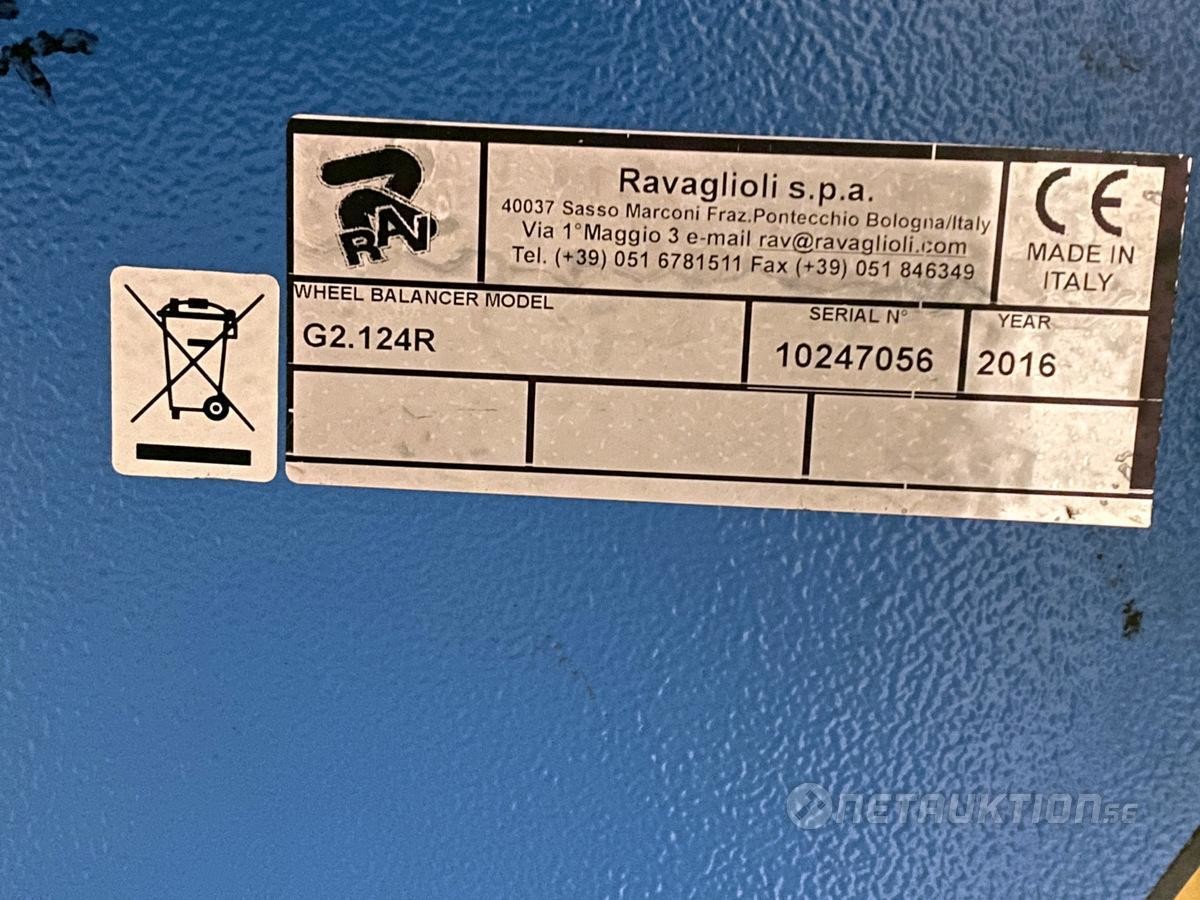 RAV
Ravaglioli s.p.a.
40037 Sasso Marconi Fraz.Pontecchio Bologna/Italy
Via 1°Maggio 3 e-mail rav@ravaglioli.com
Tel. (+39) 051 6781511 Fax (+39) 051 846349
CE
MADE IN
ITALY
WHEEL BALANCER MODEL
G2.124R
SERIAL N°
10247056
YEAR
2016
NETAUKTION.SE